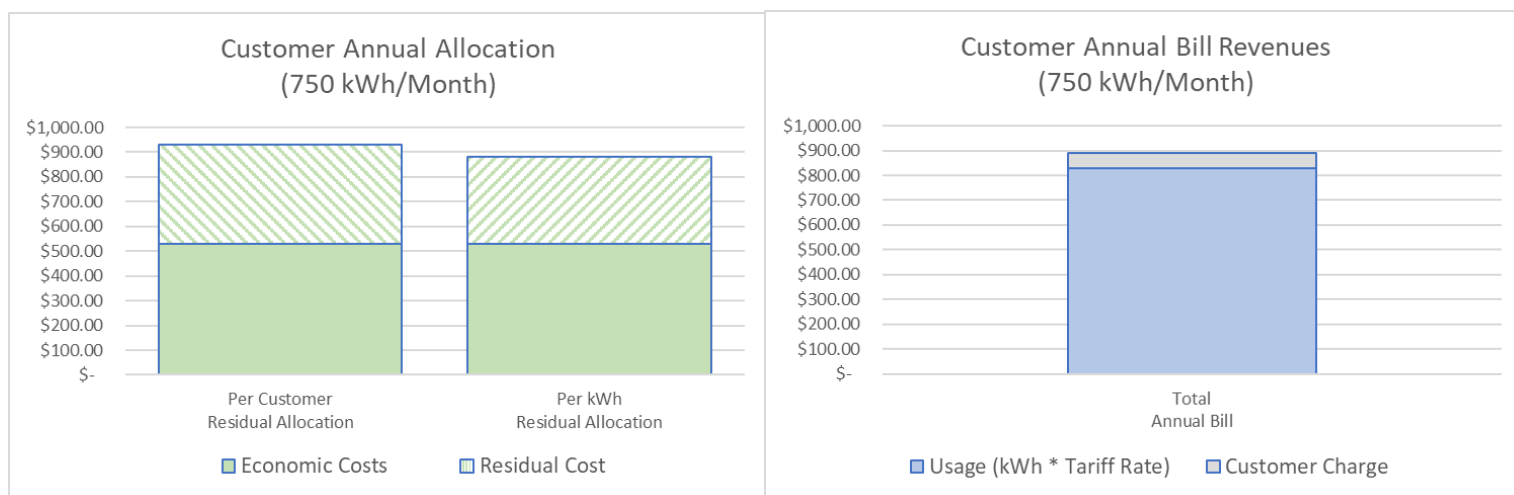 Customer Annual Allocation
(750 kWh/Month)
$1,000.00
$900.00
$800.00
$700.00
$600.00
$500.00
$400.00
$300.00
$200.00
$100.00
$-
Per Customer
Residual Allocation
Per kWh
Residual Allocation
Economic Costs
Residual Cost
Customer Annual Bill Revenues
(750 kWh/Month)
$1,000.00
$900.00
$800.00
$700.00
$600.00
$500.00
$400.00
$300.00
$200.00
$100.00
$-
Total
Annual Bill
Usage (kWh * Tariff Rate)
Customer Charge